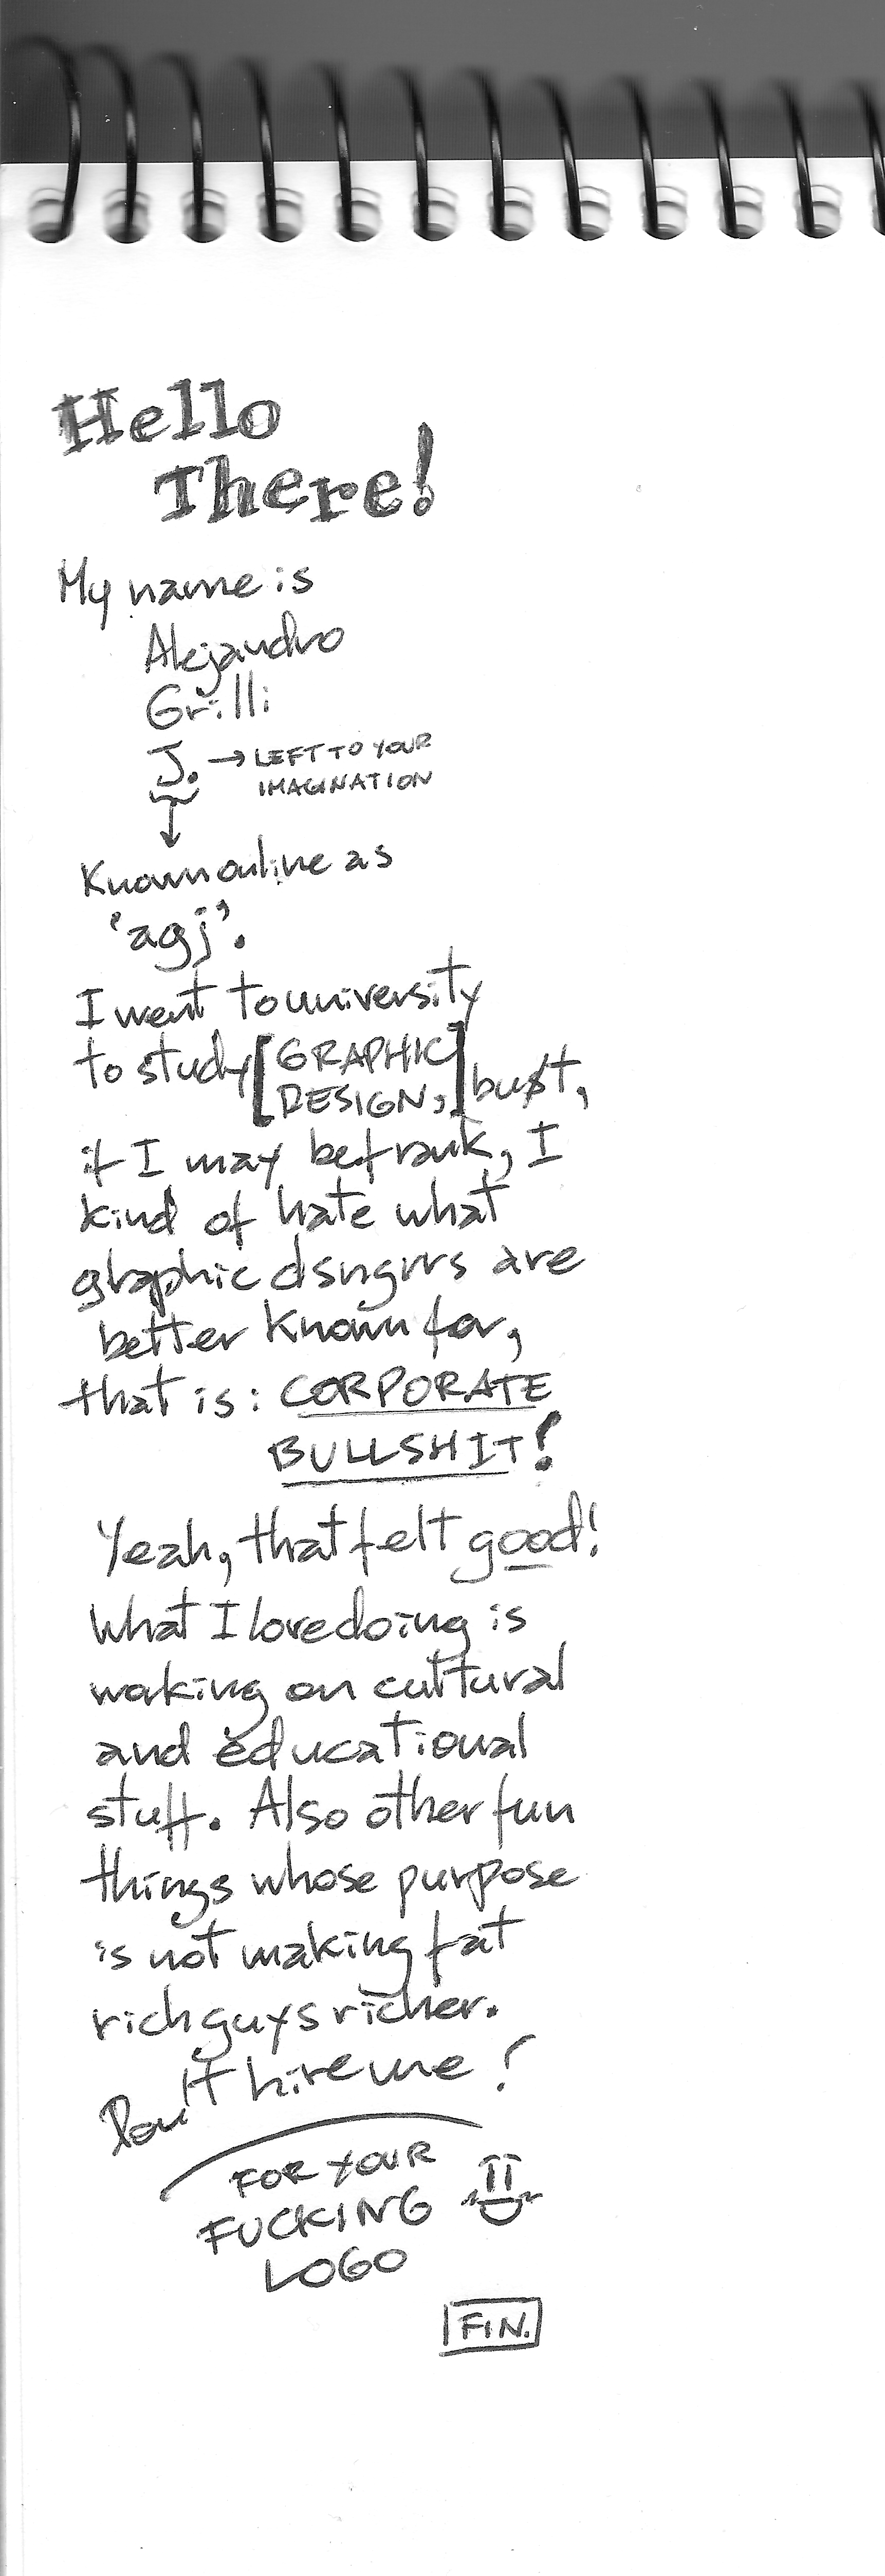 Hello
There!
My name is
Alejandro
Grilli
J. → LEFT TO YOUR
IMAGINATION
Known online as
'agj'.
I went to university
to study [GRAPHIC
DESIGN,] but,
if I may be frank, I
kind of hate what
graphic dsngrrs are
better known for,
that is: CORPORATE
BULLSHIT!
Yeah, that felt good!
What I love doing is
working on cultural
and educational
stuff. Also other fun
things whose purpose
is not making fat
rich guys richer.
Don't hire me!
FOR YOUR
FUCKING
LOGO
FIN.